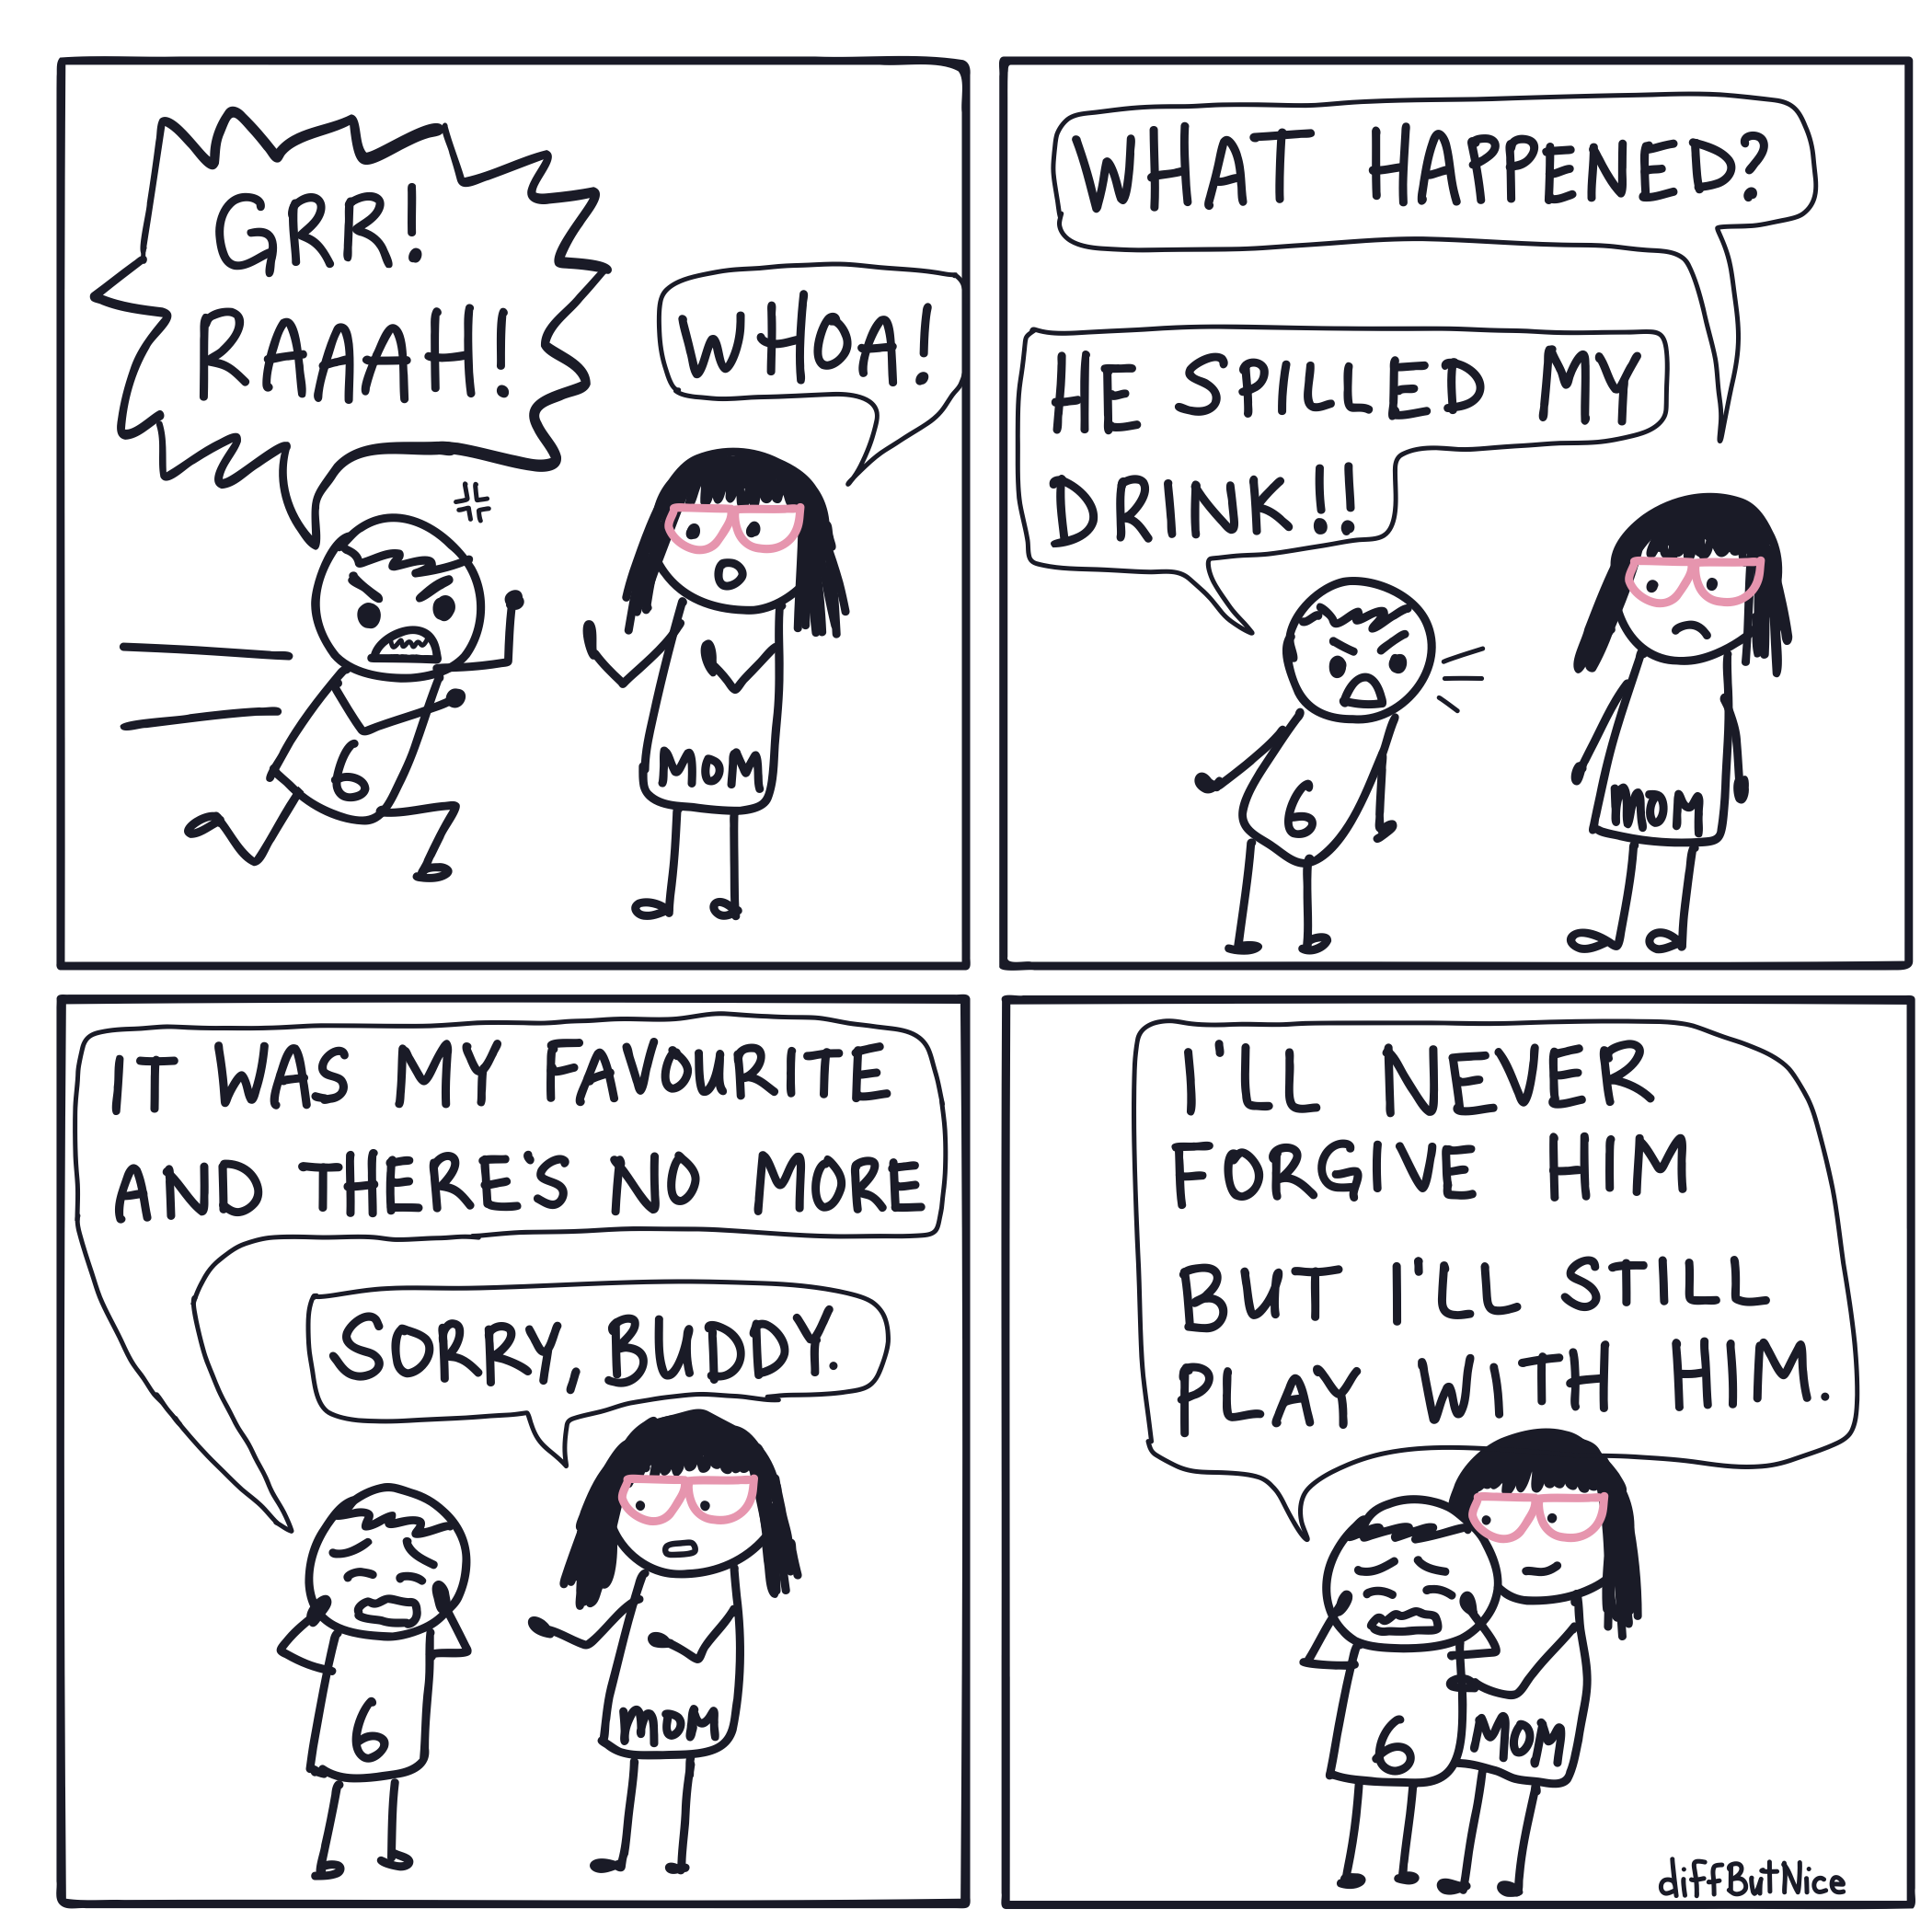 GRR!
RAAAH!
WHOA!
6
MOM
WHAT HAPPENED?
HE SPILLED MY
DRINK!!
6
MOM
IT WAS MY FAVOURITE
AND THERE'S NO MORE
SORRY, BUDDY.
6
MOM
I'LL NEVER
FORGIVE HIM
BUT I'LL STILL
PLAY WITH HIM.
6
MOM
diffButNice